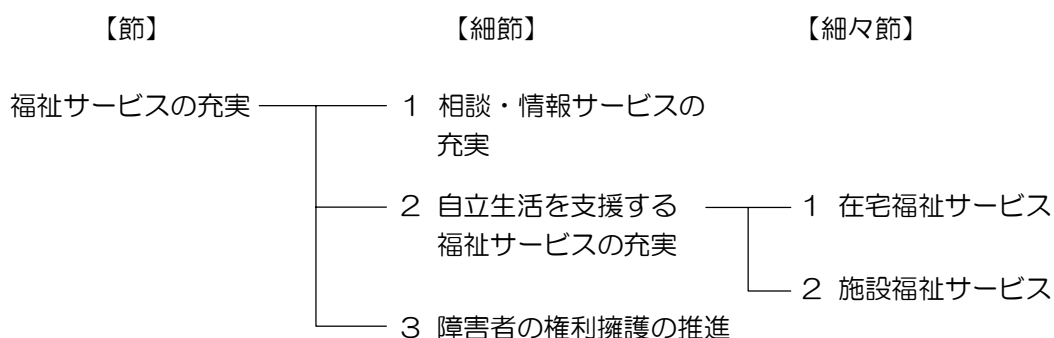 【節】 【細節】 【細々節】
福祉サービスの充実 1 相談・情報サービスの
充実
2 自立生活を支援する 1 在宅福祉サービス
福祉サービスの充実
2 施設福祉サービス
3 障害者の権利擁護の推進